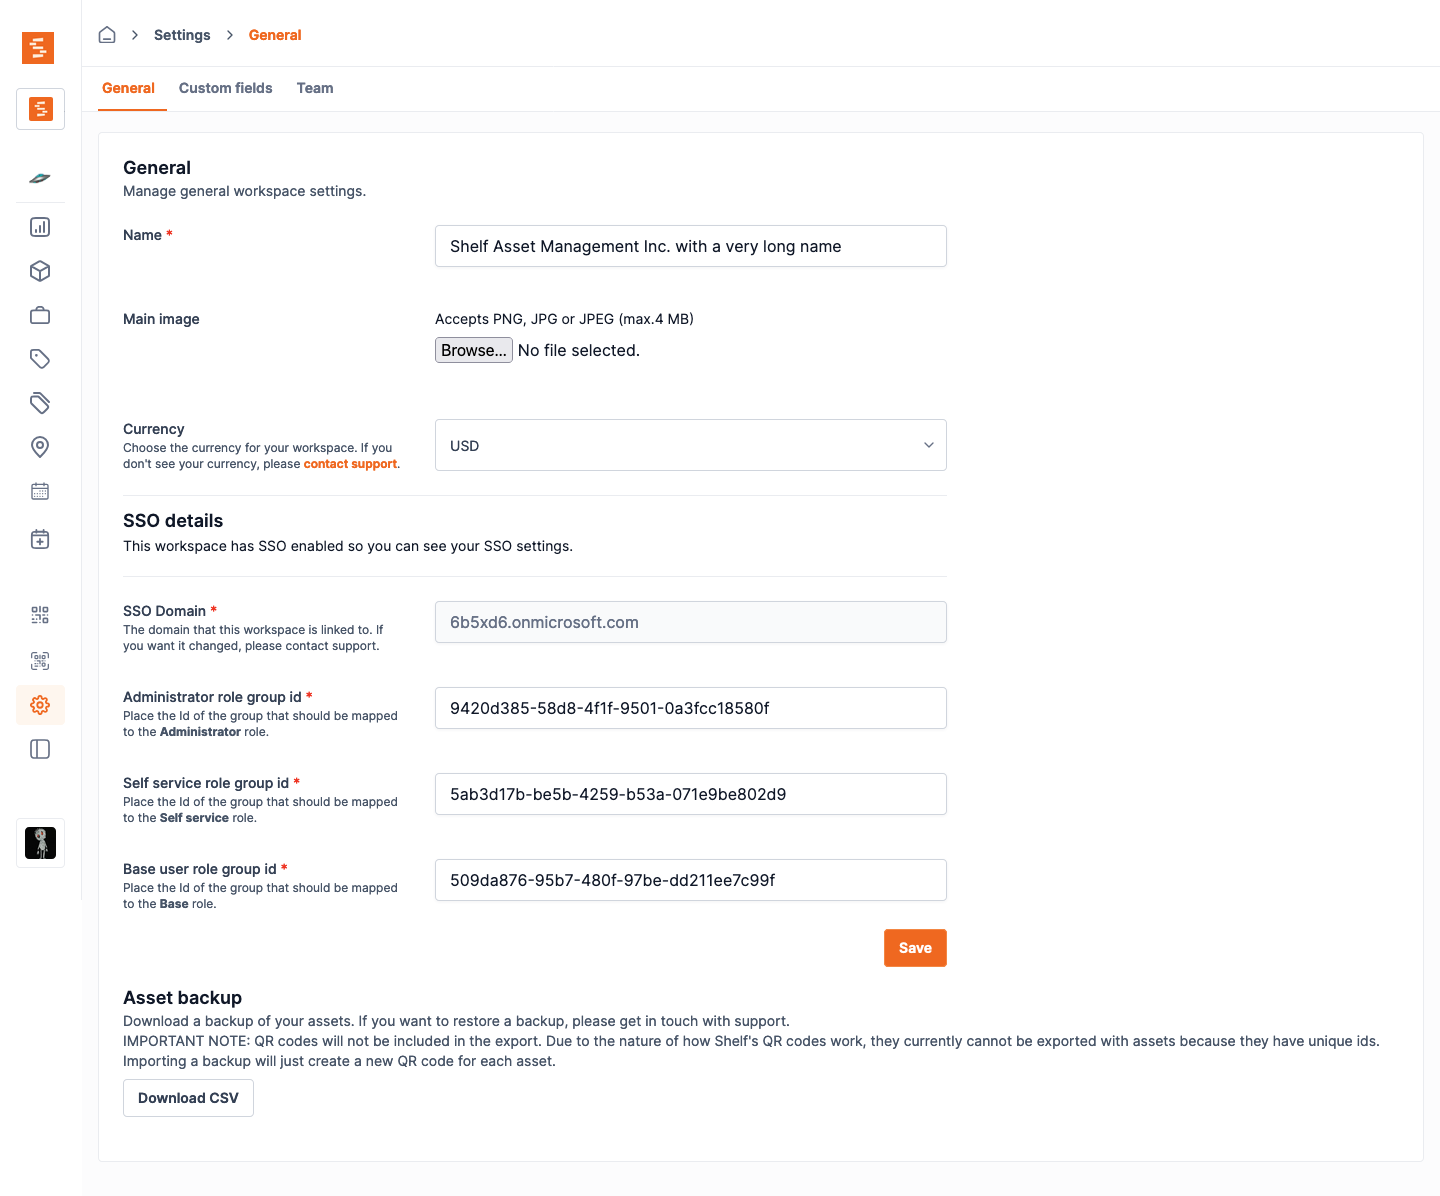 Settings
General
General
Custom fields
Team
General
Manage general workspace settings.
Name *
Shelf Asset Management Inc. with a very long name
Main image
Accepts PNG, JPG or JPEG (max.4 MB)
Browse... No file selected.
Currency
Choose the currency for your workspace. If you
don't see your currency, please contact support.
USD
SSO details
This workspace has SSO enabled so you can see your SSO settings.
SSO Domain *
The domain that this workspace is linked to. If
you want it changed, please contact support.
6b5xd6.onmicrosoft.com
Administrator role group id *
Place the Id of the group that should be mapped
to the Administrator role.
9420d385-58d8-4f1f-9501-0a3fcc18580f
Self service role group id *
Place the Id of the group that should be mapped
to the Self service role.
5ab3d17b-be5b-4259-b53a-071e9be802d9
Base user role group id *
Place the Id of the group that should be mapped
to the Base role.
509da876-95b7-480f-97be-dd211ee7c99f
Save
Asset backup
Download a backup of your assets. If you want to restore a backup, please get in touch with support.
IMPORTANT NOTE: QR codes will not be included in the export. Due to the nature of how Shelf's QR codes work, they currently cannot be exported with assets because they have unique ids.
Importing a backup will just create a new QR code for each asset.
Download CSV